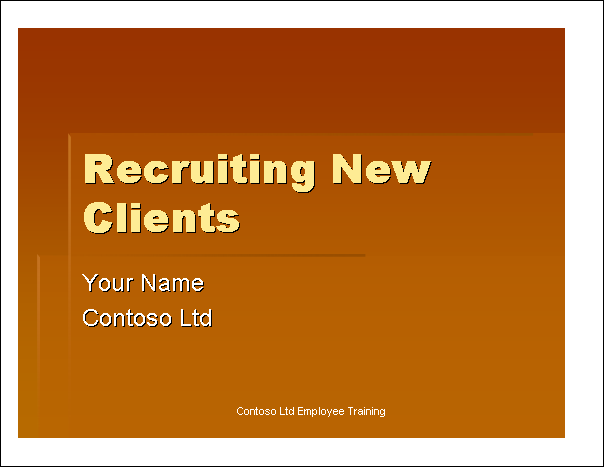 Recruiting New
Clients
Your Name
Contoso Ltd
Contoso Ltd Employee Training